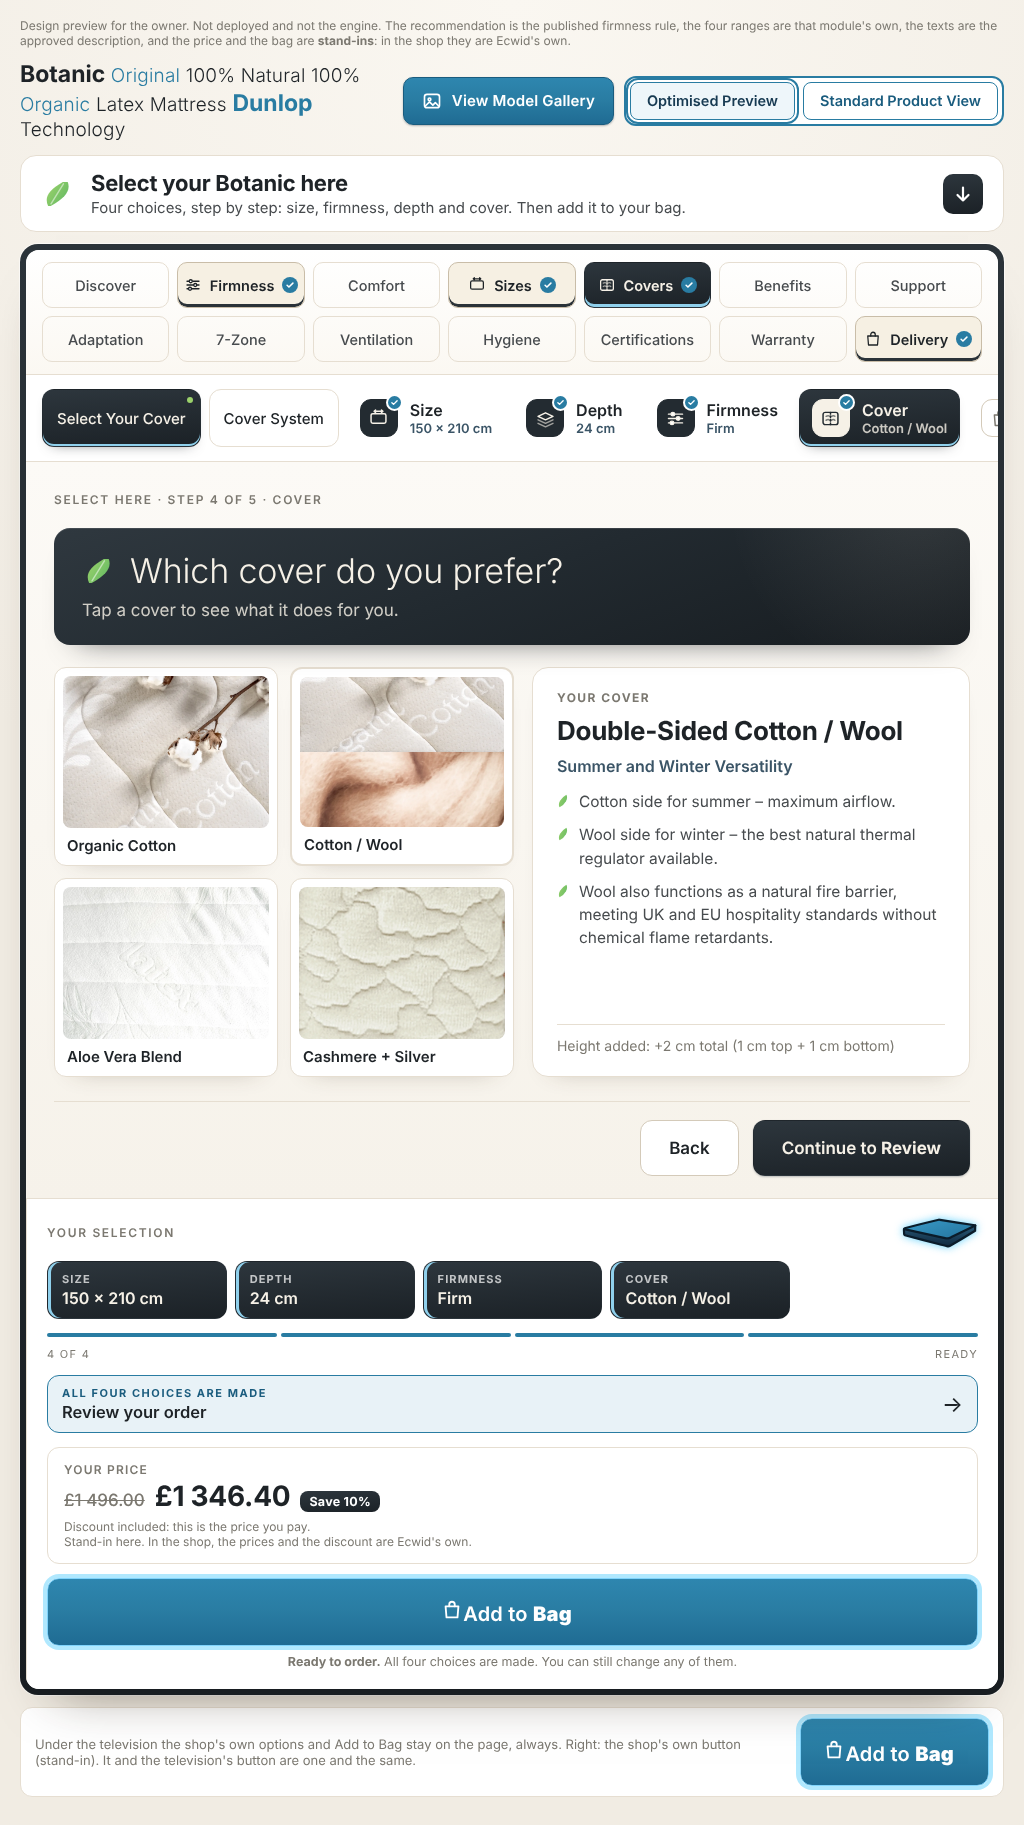 Design preview for the owner. Not deployed and not the engine. The recommendation is the published firmness rule, the four ranges are that module's own, the texts are the
approved description, and the price and the bag are stand-ins: in the shop they are Ecwid's own.
Botanic Original 100% Natural 100%
Organic Latex Mattress Dunlop
Technology
View Model Gallery
Optimised Preview
Standard Product View
Select your Botanic here
Four choices, step by step: size, firmness, depth and cover. Then add it to your bag.
Discover
Firmness
Comfort
Sizes
Covers
Benefits
Support
Adaptation
7-Zone
Ventilation
Hygiene
Certifications
Warranty
Delivery
Select Your Cover
Cover System
Size
150 × 210 cm
Depth
24 cm
Firmness
Firm
Cover
Cotton / Wool
SELECT HERE · STEP 4 OF 5 · COVER
Which cover do you prefer?
Tap a cover to see what it does for you.
Cotton
Organic Cotton
Cotton
Cotton / Wool
Aloe Vera Blend
Cashmere + Silver
YOUR COVER
Double-Sided Cotton / Wool
Summer and Winter Versatility
Cotton side for summer – maximum airflow.
Wool side for winter – the best natural thermal
regulator available.
Wool also functions as a natural fire barrier,
meeting UK and EU hospitality standards without
chemical flame retardants.
Height added: +2 cm total (1 cm top + 1 cm bottom)
Back
Continue to Review
YOUR SELECTION
SIZE
150 × 210 cm
DEPTH
24 cm
FIRMNESS
Firm
COVER
Cotton / Wool
4 OF 4
READY
ALL FOUR CHOICES ARE MADE
Review your order
YOUR PRICE
£1 496.00 £1 346.40 Save 10%
Discount included: this is the price you pay.
Stand-in here. In the shop, the prices and the discount are Ecwid's own.
Add to Bag
Ready to order. All four choices are made. You can still change any of them.
Under the television the shop's own options and Add to Bag stay on the page, always. Right: the shop's own button
(stand-in). It and the television's button are one and the same.
Add to Bag